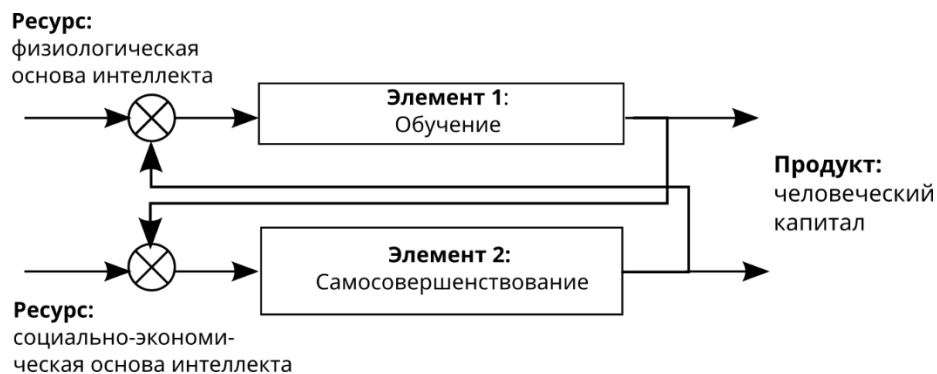 Ресурс:
физиологическая
основа интеллекта
Элемент 1:
Обучение
Продукт:
человеческий
капитал
Элемент 2:
Самосовершенствование
Ресурс:
социально-экономи-
ческая основа интеллекта